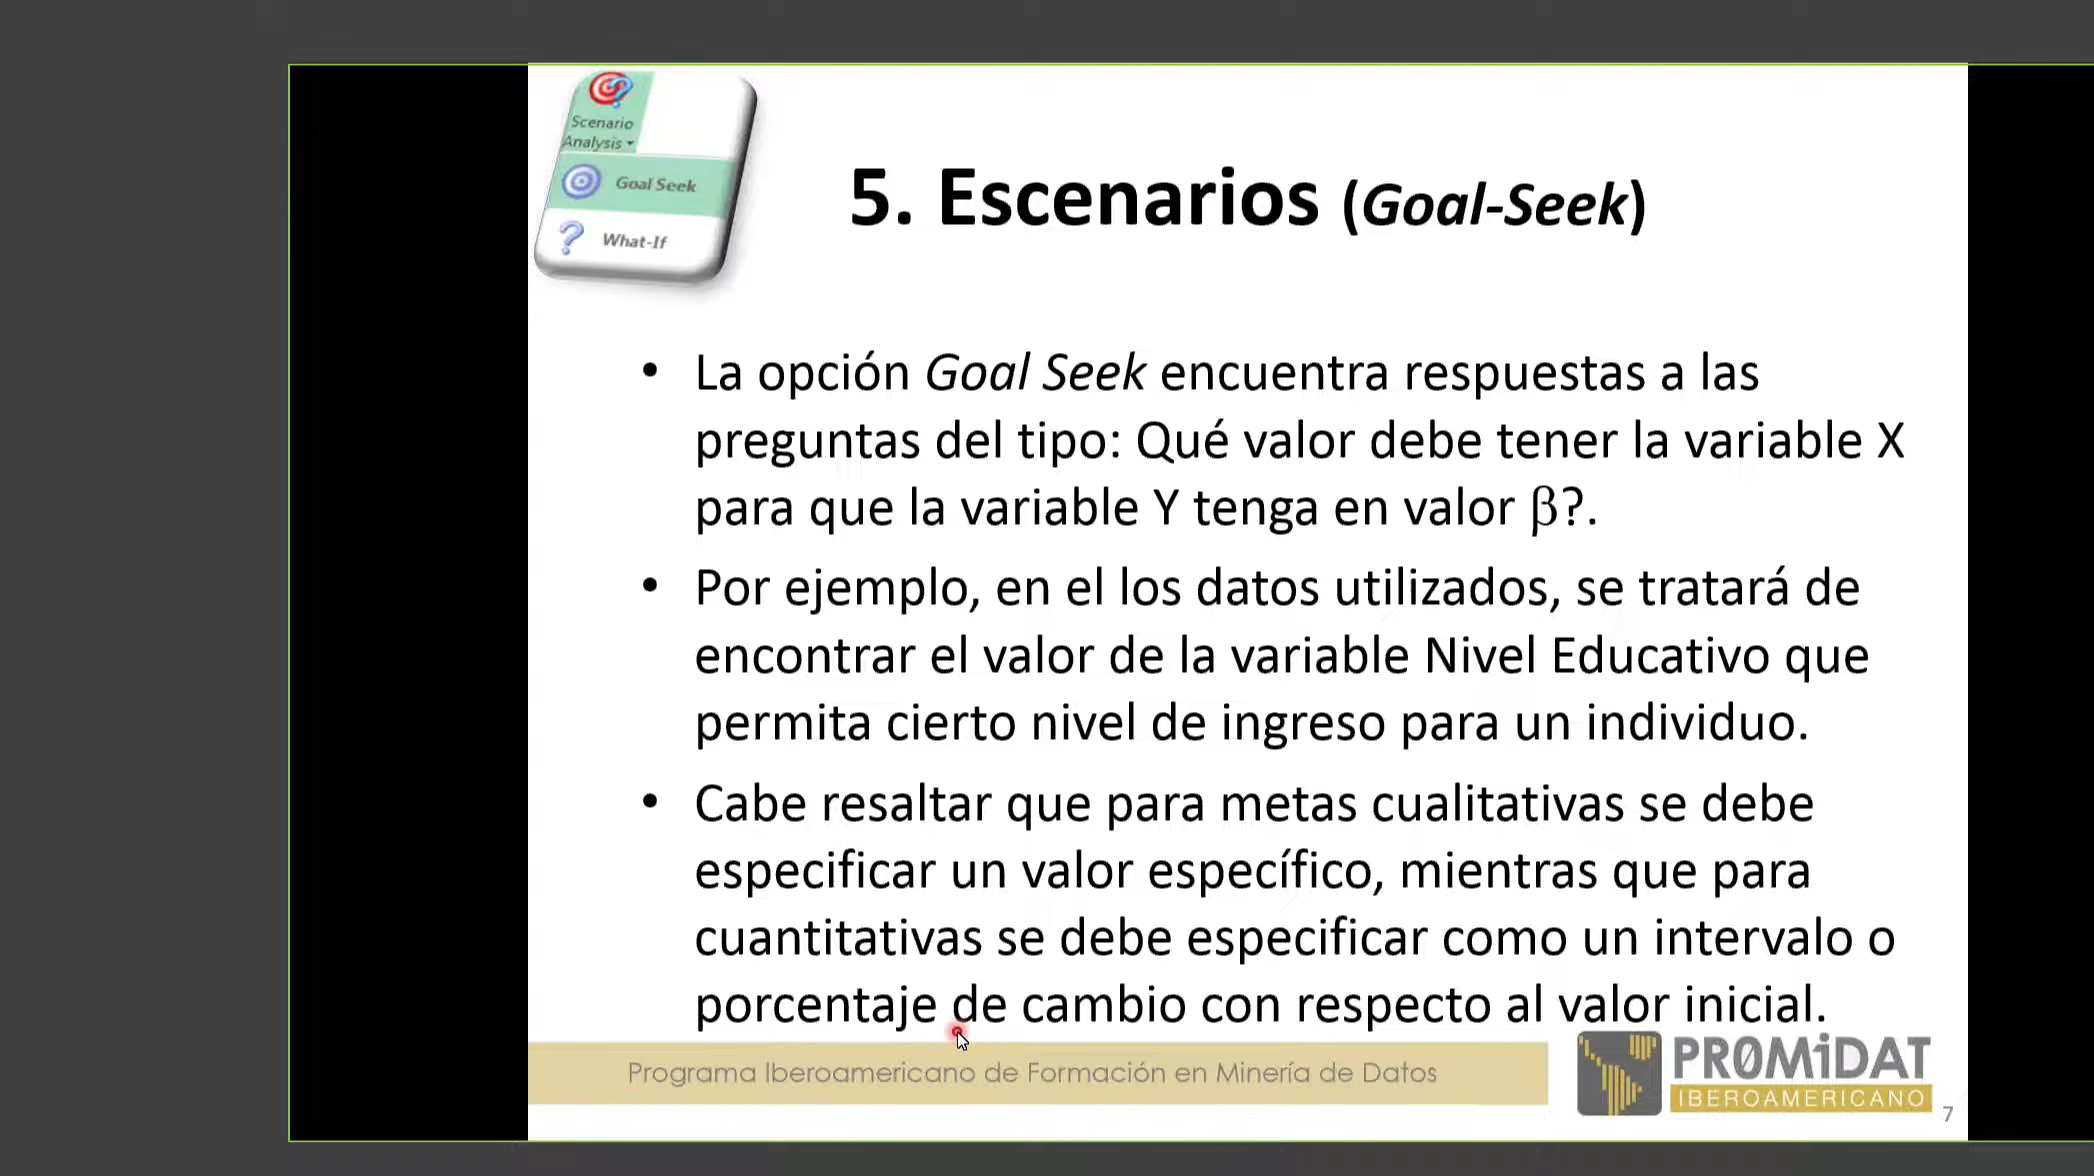 Scenario
Analysis
Goal Seek
What-If
5. Escenarios (Goal-Seek)
• La opción Goal Seek encuentra respuestas a las
preguntas del tipo: Qué valor debe tener la variable X
para que la variable Y tenga en valor β?.
• Por ejemplo, en el los datos utilizados, se tratará de
encontrar el valor de la variable Nivel Educativo que
permita cierto nivel de ingreso para un individuo.
• Cabe resaltar que para metas cualitativas se debe
especificar un valor específico, mientras que para
cuantitativas se debe especificar como un intervalo o
porcentaje de cambio con respecto al valor inicial.
Programa Iberoamericano de Formación en Minería de Datos
PR0MiDAT
IBEROAMERICANO
7